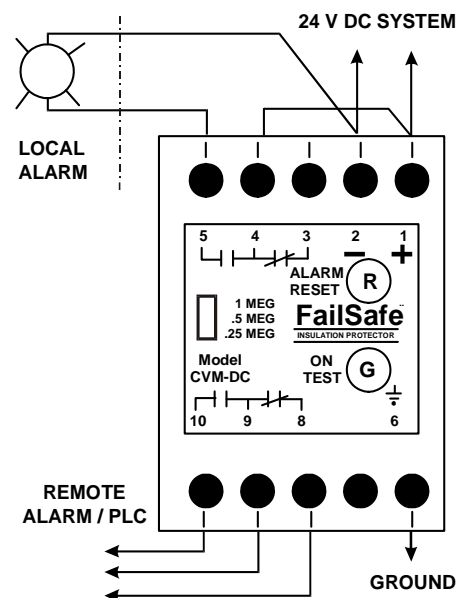 24 V DC SYSTEM
LOCAL
ALARM
5 4 3 2 1
− +
ALARM
RESET
R
1 MEG
.5 MEG
.25 MEG
FailSafe
INSULATION PROTECTOR
Model
CVM-DC
ON
TEST
G
10 9 8 6
REMOTE
ALARM / PLC
GROUND